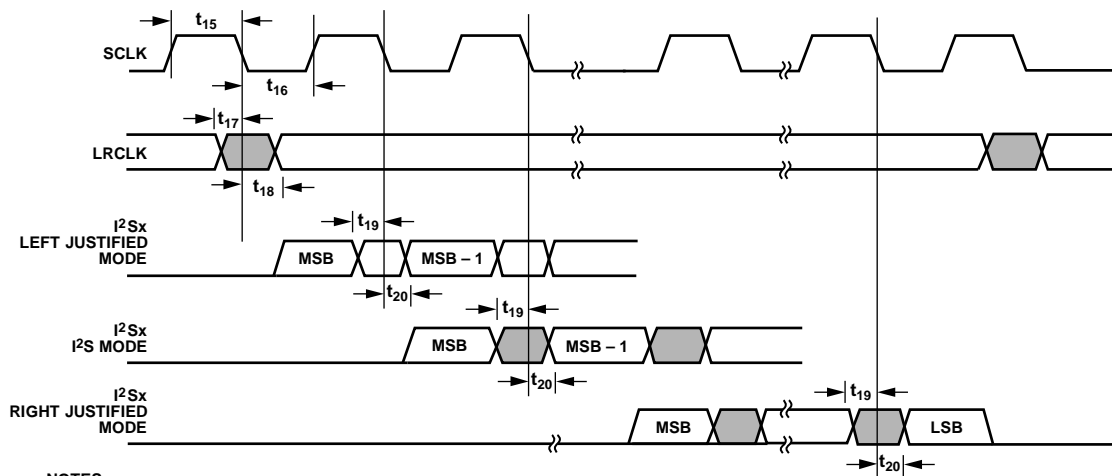 t15
SCLK
t16
t17
LRCLK
t18
I2Sx
LEFT JUSTIFIED
MODE
t19
MSB
MSB – 1
t20
I2Sx
I2S MODE
t19
MSB
MSB – 1
t20
I2Sx
RIGHT JUSTIFIED
MODE
t19
MSB
LSB
t20
NOTES